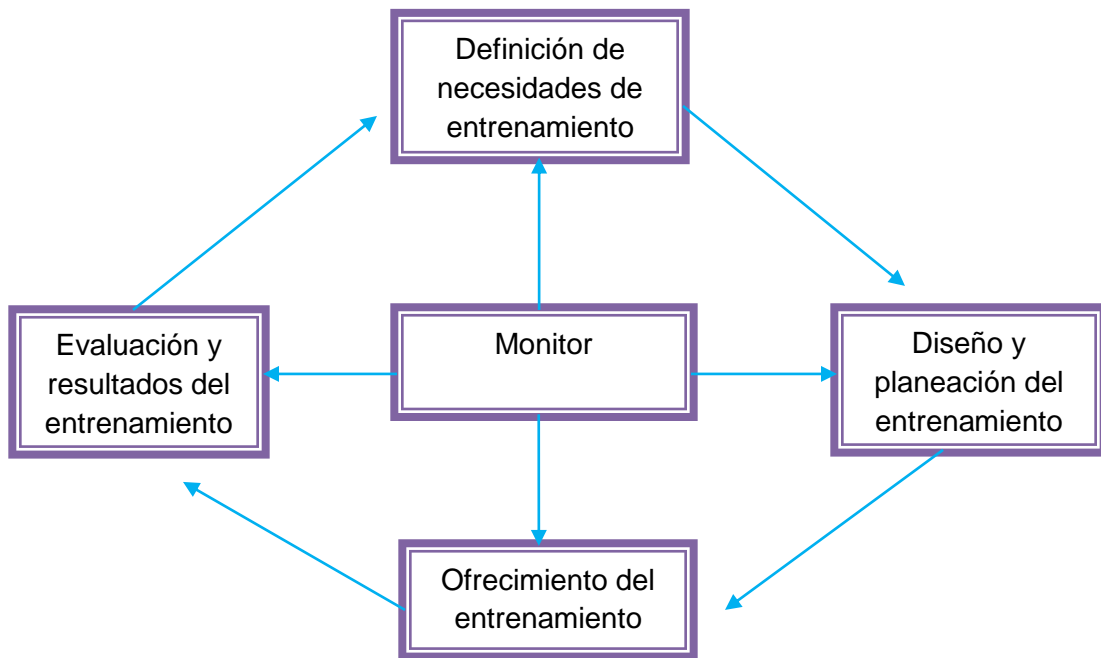 Definición de
necesidades de
entrenamiento
Evaluación y
resultados del
entrenamiento
Monitor
Diseño y
planeación del
entrenamiento
Ofrecimiento del
entrenamiento